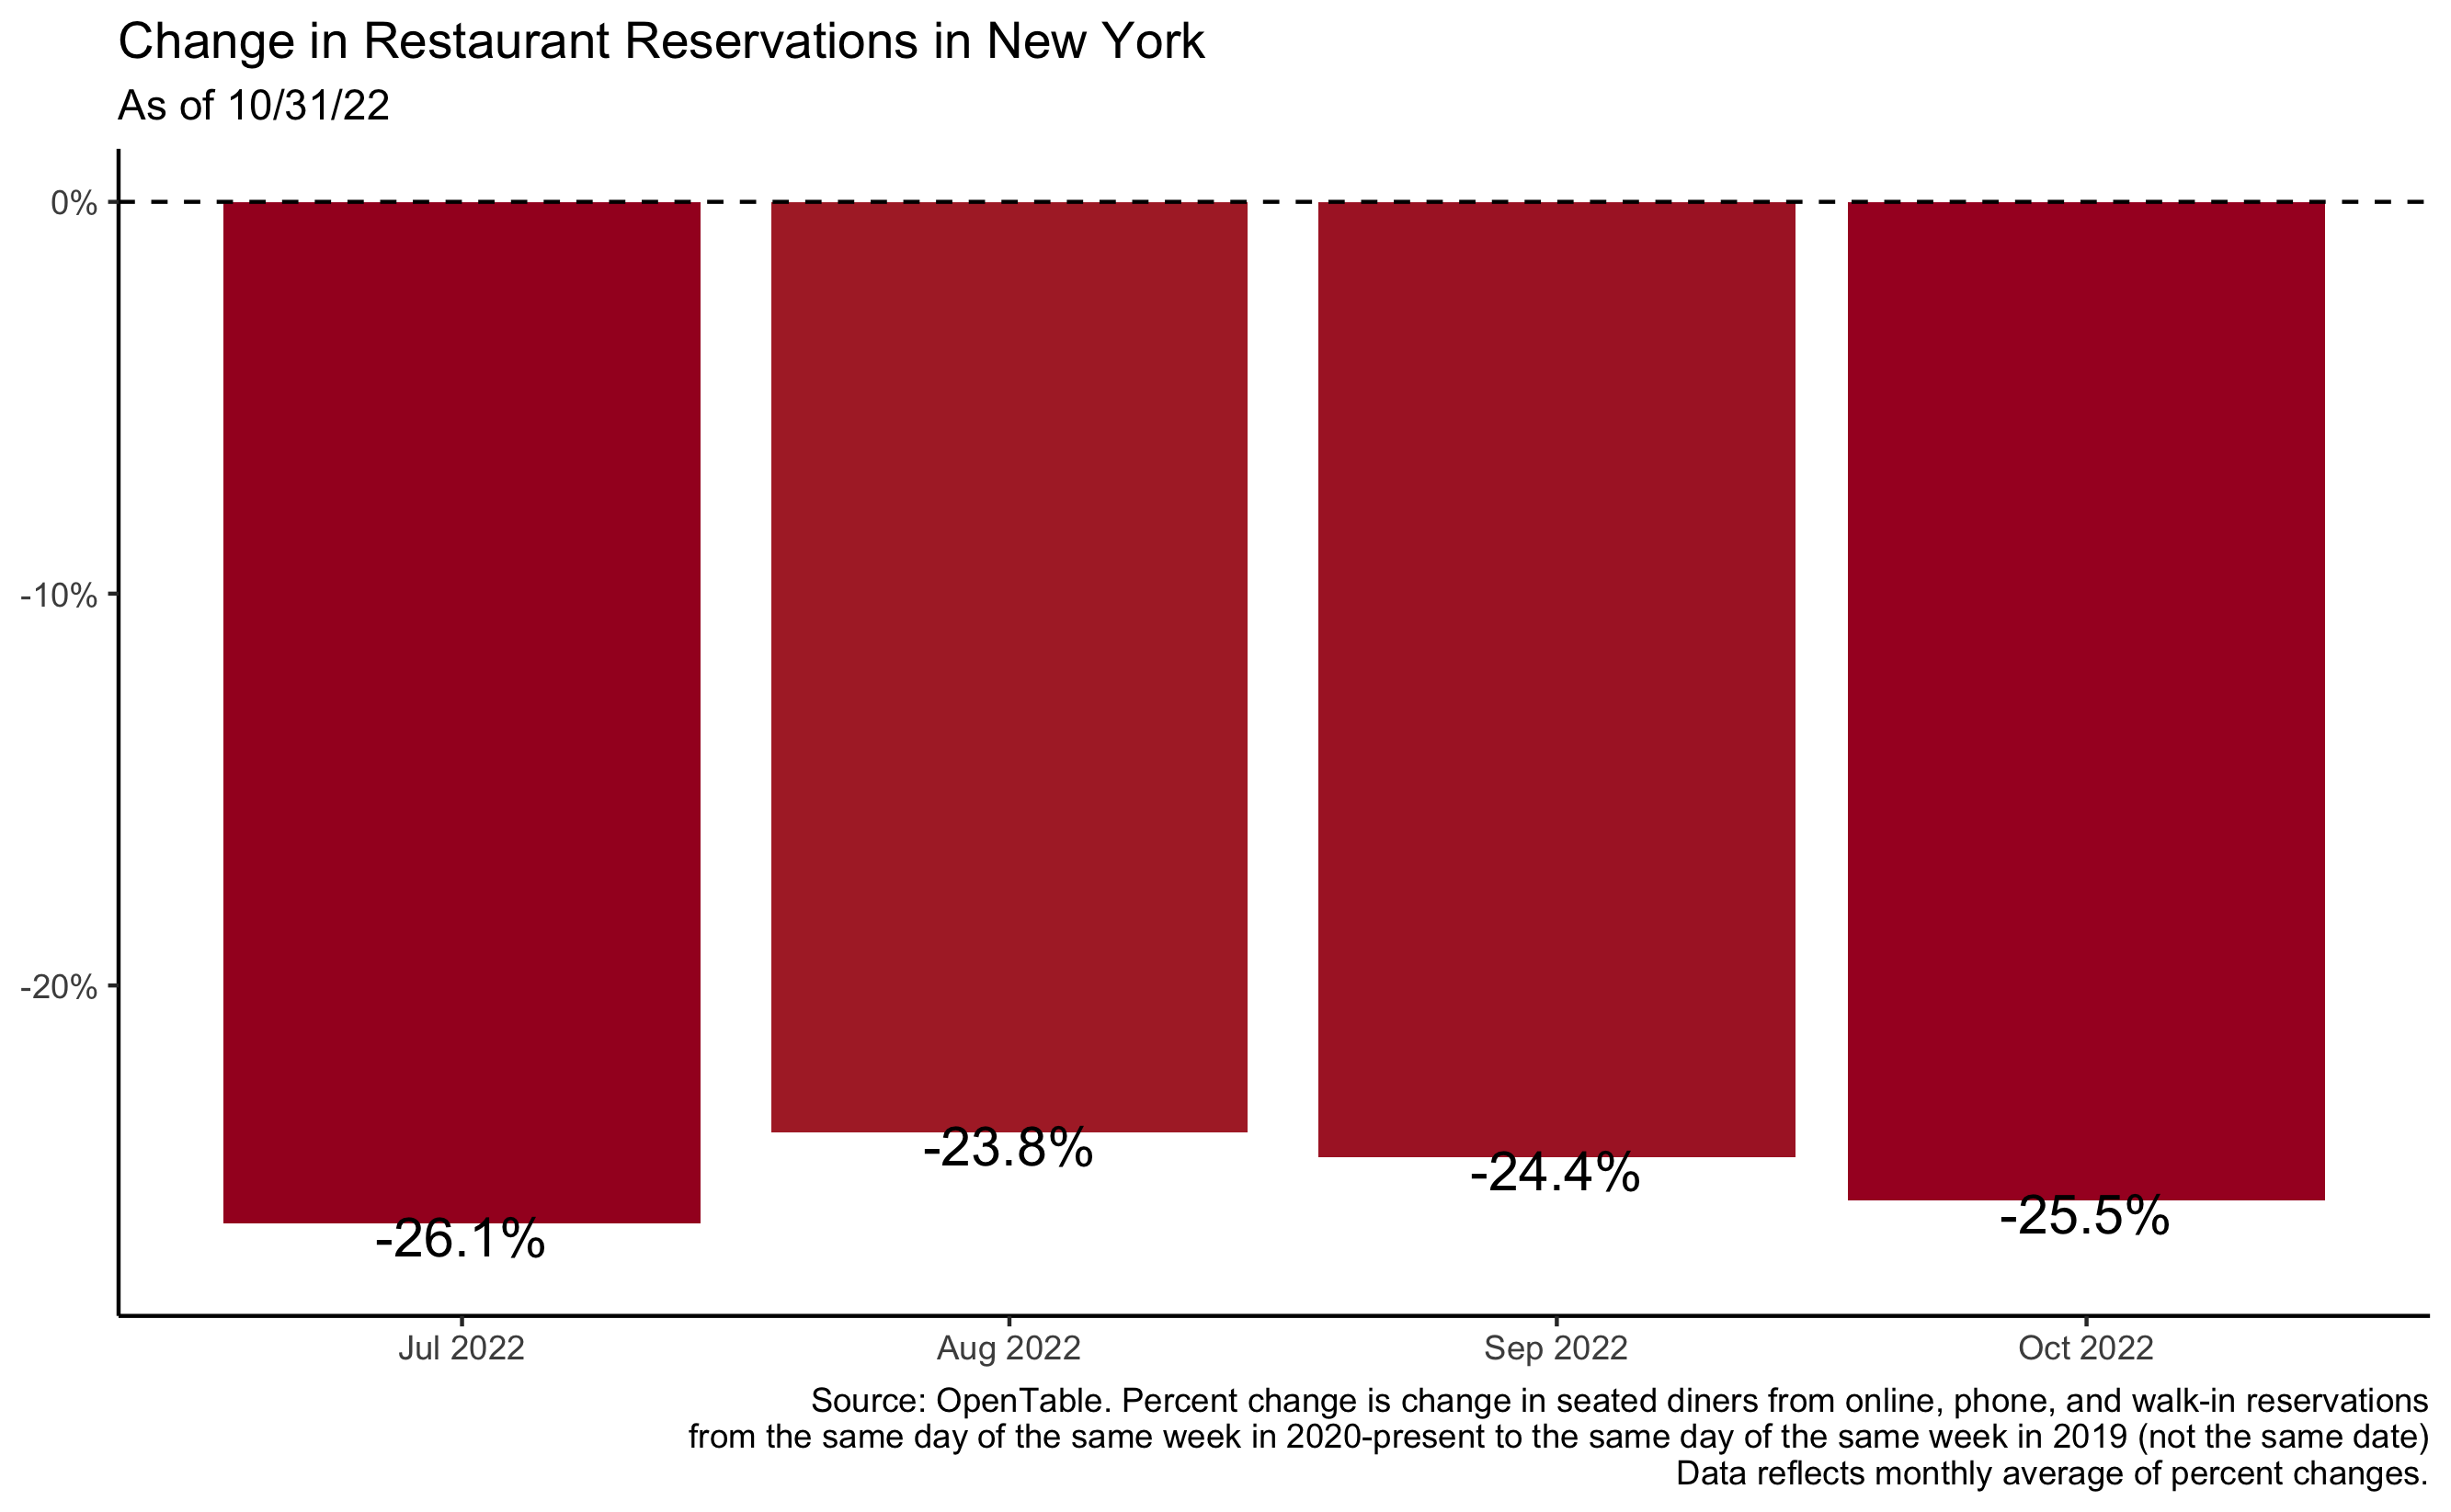 Change in Restaurant Reservations in New York
As of 10/31/22
0%
-10%
-20%
-26.1%
-23.8%
-24.4%
-25.5%
Jul 2022
Aug 2022
Sep 2022
Oct 2022
Source: OpenTable. Percent change is change in seated diners from online, phone, and walk-in reservations
from the same day of the same week in 2020-present to the same day of the same week in 2019 (not the same date)
Data reflects monthly average of percent changes.